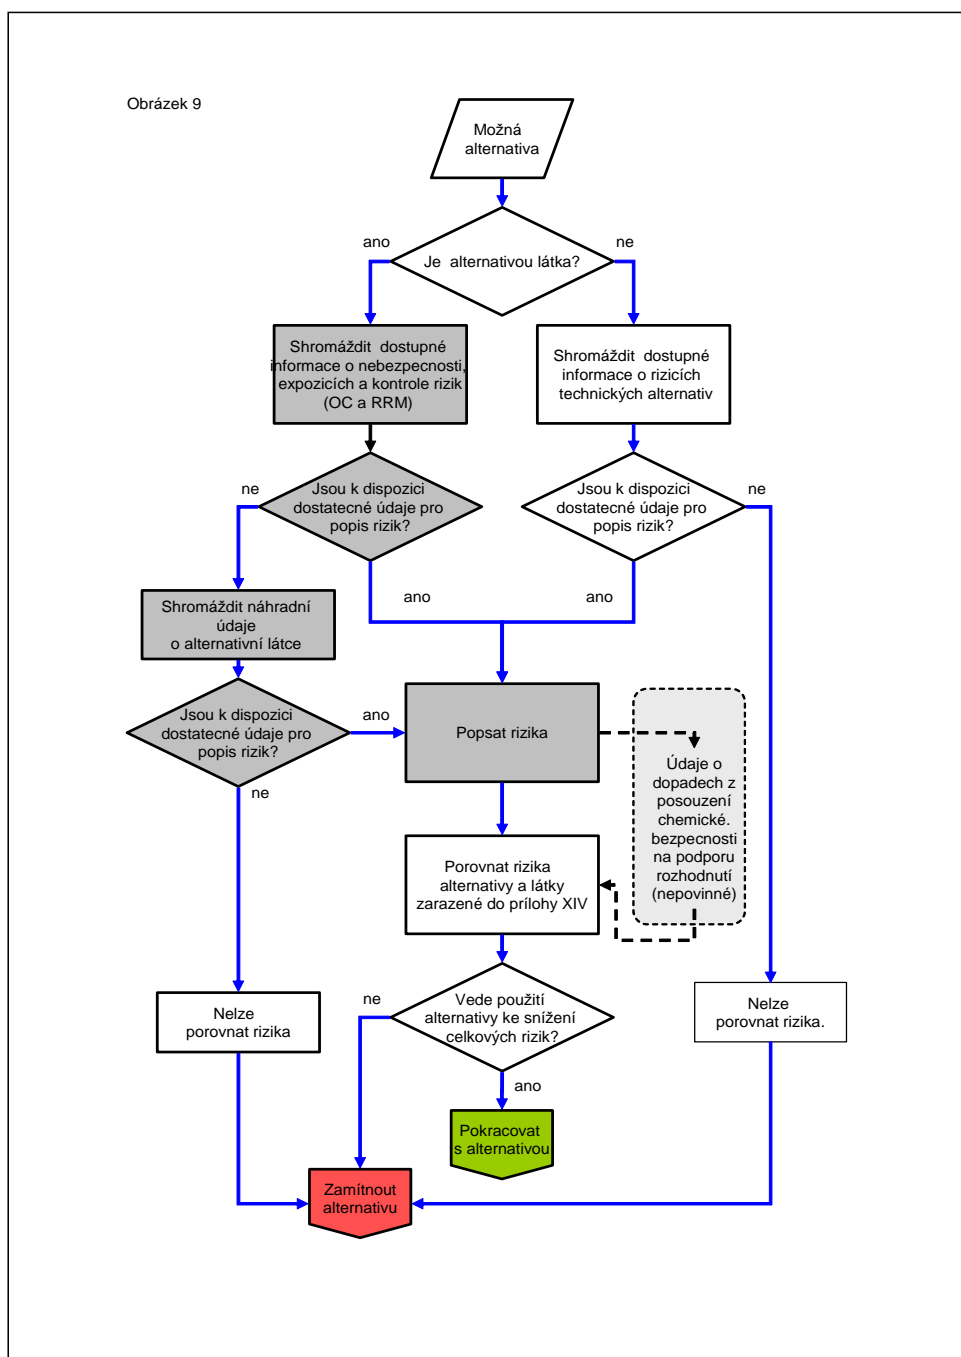 Obrázek 9
Možná
alternativa
ano
ne
Je alternativou látka?
Shromáždit dostupné
informace o nebezpecnosti,
expozicích a kontrole rizik
(OC a RRM)
Shromáždit dostupné
informace o rizicích
technických alternativ
ne
Jsou k dispozici
dostatecné údaje pro
popis rizik?
Jsou k dispozici
dostatecné údaje pro
popis rizik?
ne
ano
ano
Shromáždit náhradní
údaje
o alternativní látce
Jsou k dispozici
dostatecné údaje pro
popis rizik?
ano
Popsat rizika
Údaje o
dopadech z
posouzení
chemické.
bezpecnosti
na podporu
rozhodnutí
(nepovinné)
ne
Porovnat rizika
alternativy a látky
zarazené do prílohy XIV
Nelze
porovnat rizika
ne
Vede použití
alternativy ke snížení
celkových rizik?
Nelze
porovnat rizika.
ano
Pokracovat
s alternativou
Zamítnout
alternativu